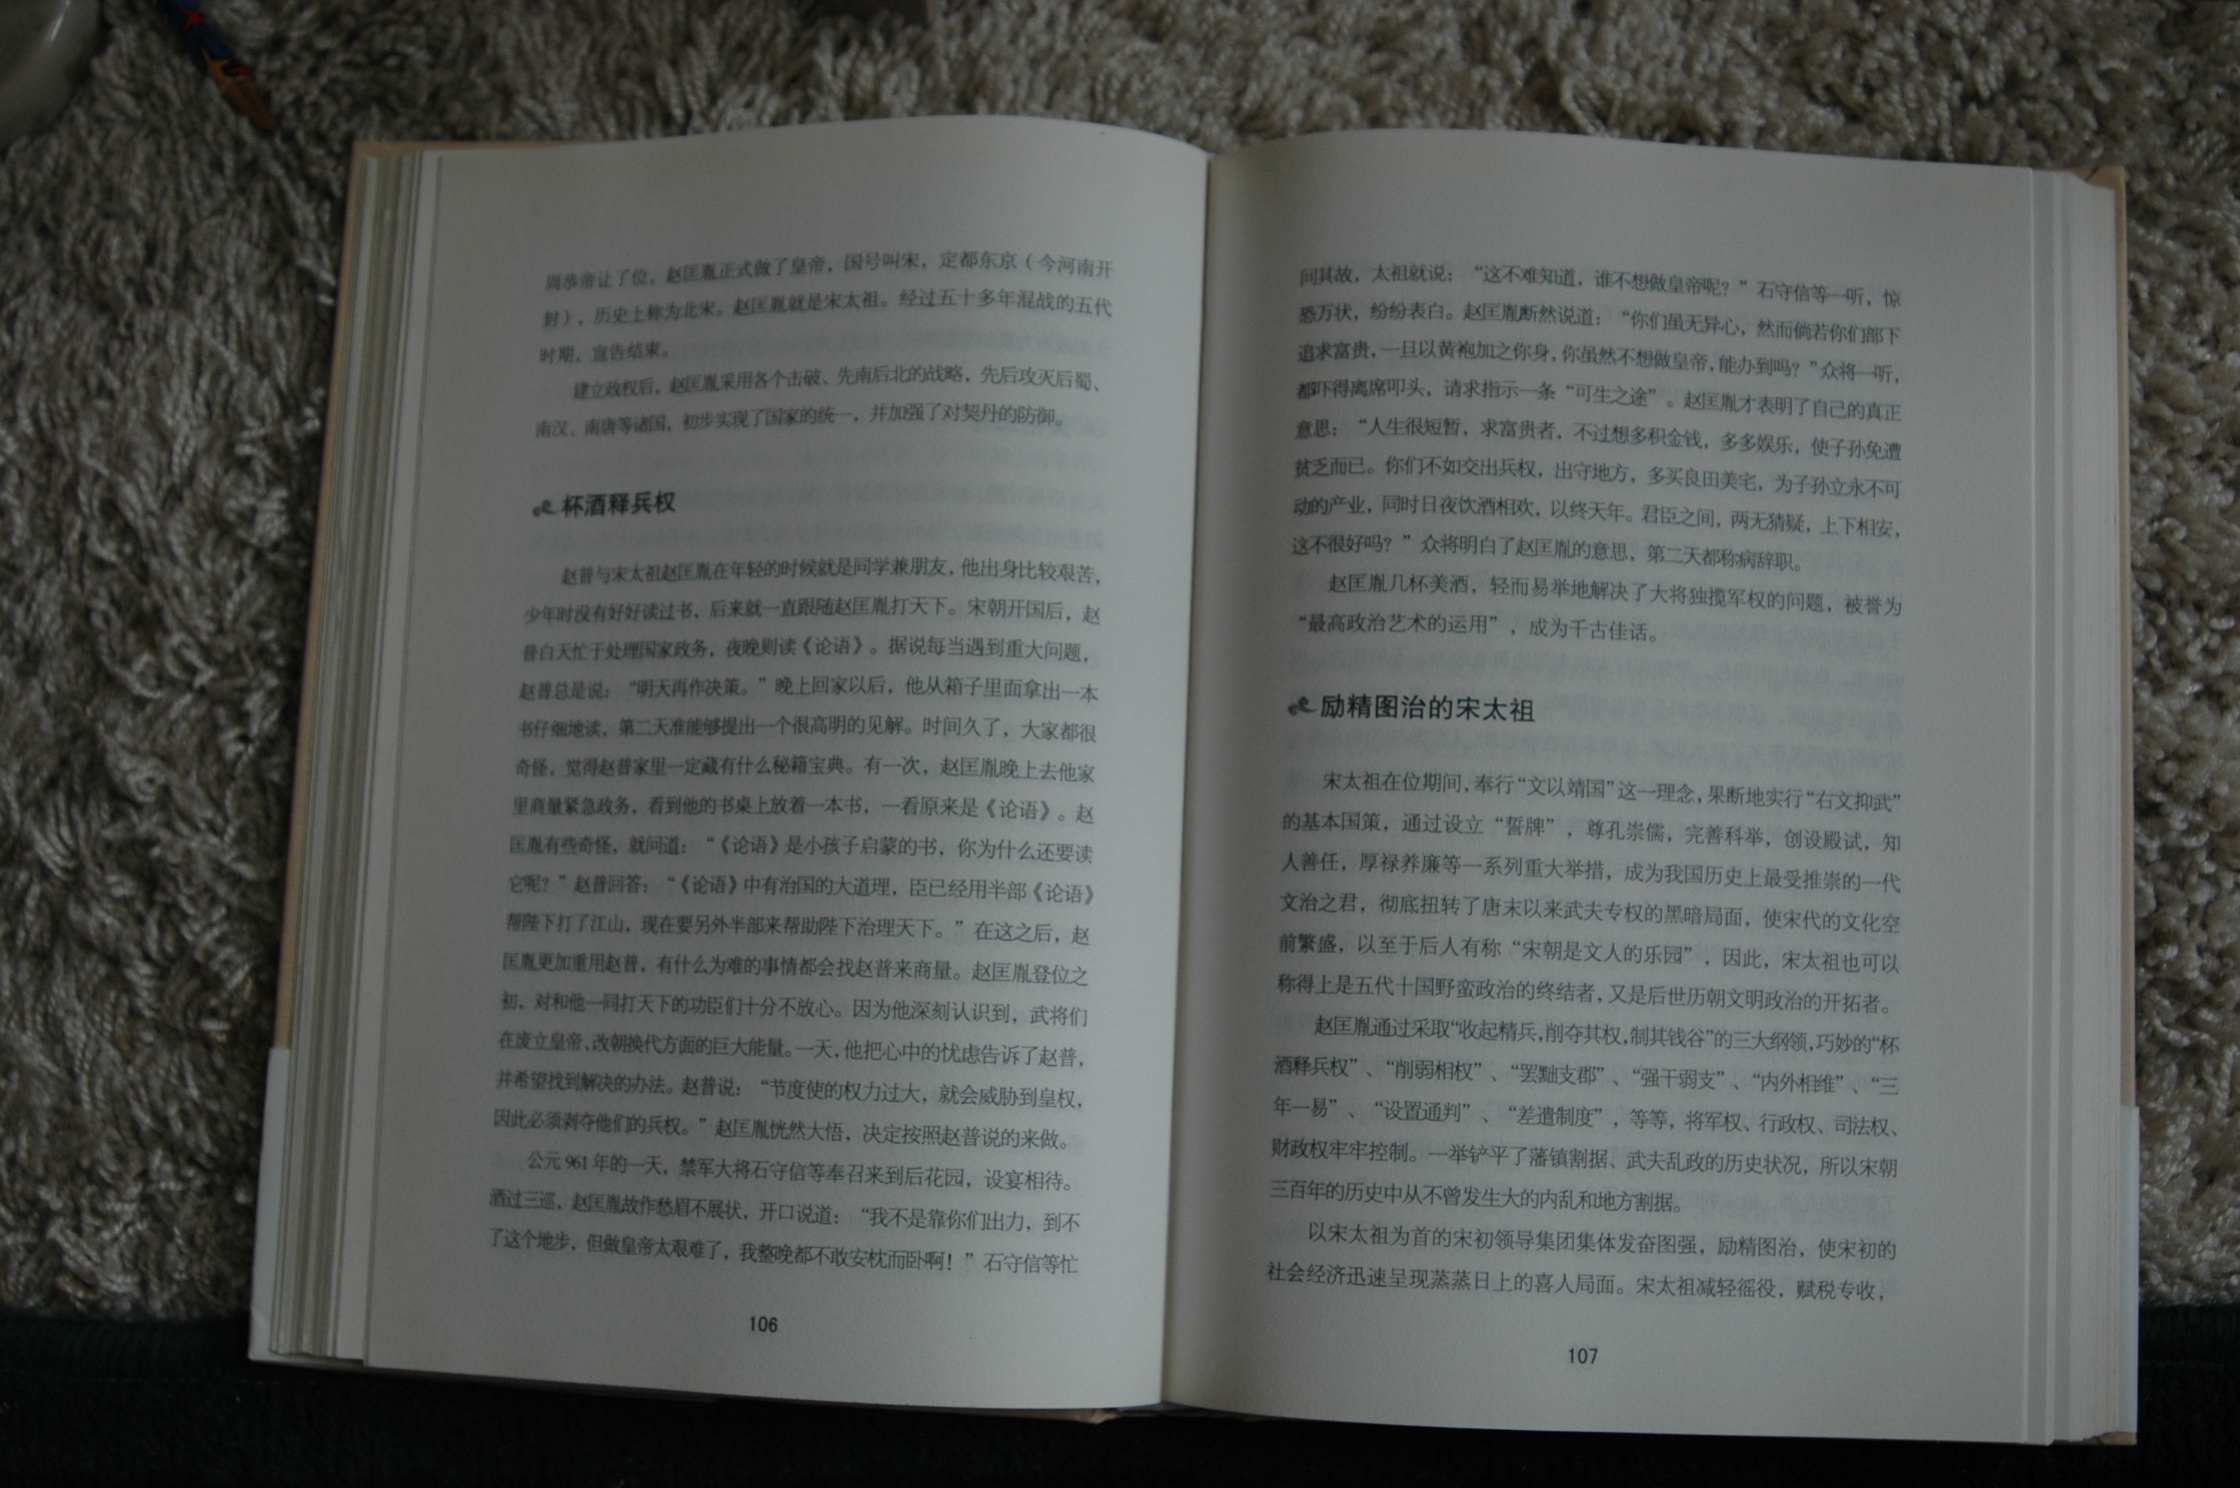 周恭帝让了位，赵匡胤正式做了皇帝，国号叫宋，定都东京（今河南开
封），历史上称为北宋。赵匡胤就是宋太祖。经过五十多年混战的五代
时期，宣告结束。
建立政权后，赵匡胤采用各个击破、先南后北的战略，先后攻灭后蜀、
南汉、南唐等诸国，初步实现了国家的统一，并加强了对契丹的防御。
杯酒释兵权
赵普与宋太祖赵匡胤在年轻的时候就是同学兼朋友，他出身比较艰苦，
少年时没有好好读过书，后来就一直跟随赵匡胤打天下。宋朝开国后，赵
普白天忙于处理国家政务，夜晚则读《论语》。据说每当遇到重大问题，
赵普总是说：“明天再作决策。”晚上回家以后，他从箱子里面拿出一本
书仔细地读，第二天准能够提出一个很高明的见解。时间久了，大家都很
奇怪，觉得赵普家里一定藏有什么秘籍宝典。有一次，赵匡胤晚上去他家
里商量紧急政务，看到他的书桌上放着一本书，一看原来是《论语》。赵
匡胤有些奇怪，就问道：“《论语》是小孩子启蒙的书，你为什么还要读
它呢？”赵普回答：“《论语》中有治国的大道理，臣已经用半部《论语》
帮陛下打了江山，现在要另外半部来帮助陛下治理天下。”在这之后，赵
匡胤更加重用赵普，有什么为难的事情都会找赵普来商量。赵匡胤登位之
初，对和他一同打天下的功臣们十分不放心。因为他深刻认识到，武将们
在废立皇帝、改朝换代方面的巨大能量。一天，他把心中的忧虑告诉了赵普，
并希望找到解决的办法。赵普说：“节度使的权力过大，就会威胁到皇权，
因此必须剥夺他们的兵权。”赵匡胤恍然大悟，决定按照赵普说的来做。
公元961年的一天，禁军大将石守信等奉召来到后花园，设宴相待。
酒过三巡，赵匡胤故作愁眉不展状，开口说道：“我不是靠你们出力，到不
了这个地步，但做皇帝太艰难了，我整晚都不敢安枕而卧啊！”石守信等忙
106
问其故，太祖就说：“这不难知道，谁不想做皇帝呢？”石守信等一听，惊
恐万状，纷纷表白。赵匡胤断然说道：“你们虽无异心，然而倘若你们部下
追求富贵，一旦以黄袍加之你身，你虽然不想做皇帝，能办到吗？”众将一听，
都吓得离席叩头，请求指示一条“可生之途”。赵匡胤才表明了自己的真正
意思：“人生很短暂，求富贵者，不过想多积金钱，多多娱乐，使子孙免遭
贫乏而已。你们不如交出兵权，出守地方，多买良田美宅，为子孙立永不可
动的产业，同时日夜饮酒相欢，以终天年。君臣之间，两无猜疑，上下相安，
这不很好吗？”众将明白了赵匡胤的意思，第二天都称病辞职。
赵匡胤几杯美酒，轻而易举地解决了大将独揽军权的问题，被誉为
“最高政治艺术的运用”，成为千古佳话。
励精图治的宋太祖
宋太祖在位期间，奉行“文以靖国”这一理念，果断地实行“右文抑武”
的基本国策，通过设立“誓牌”，尊孔崇儒，完善科举，创设殿试，知
人善任，厚禄养廉等一系列重大举措，成为我国历史上最受推崇的一代
文治之君，彻底扭转了唐末以来武夫专权的黑暗局面，使宋代的文化空
前繁盛，以至于后人有称“宋朝是文人的乐园”，因此，宋太祖也可以
称得上是五代十国野蛮政治的终结者，又是后世历朝文明政治的开拓者。
赵匡胤通过采取“收起精兵，削夺其权，制其钱谷”的三大纲领，巧妙的“杯
酒释兵权”、“削弱相权”、“罢黜支郡”、“强干弱支”、“内外相维”、“三
年一易”、“设置通判”、“差遣制度”，等等，将军权、行政权、司法权、
财政权牢牢控制。一举铲平了藩镇割据、武夫乱政的历史状况，所以宋朝
三百年的历史中从不曾发生大的内乱和地方割据。
以宋太祖为首的宋初领导集团集体发奋图强，励精图治，使宋初的
社会经济迅速呈现蒸蒸日上的喜人局面。宋太祖减轻徭役，赋税专收，
107